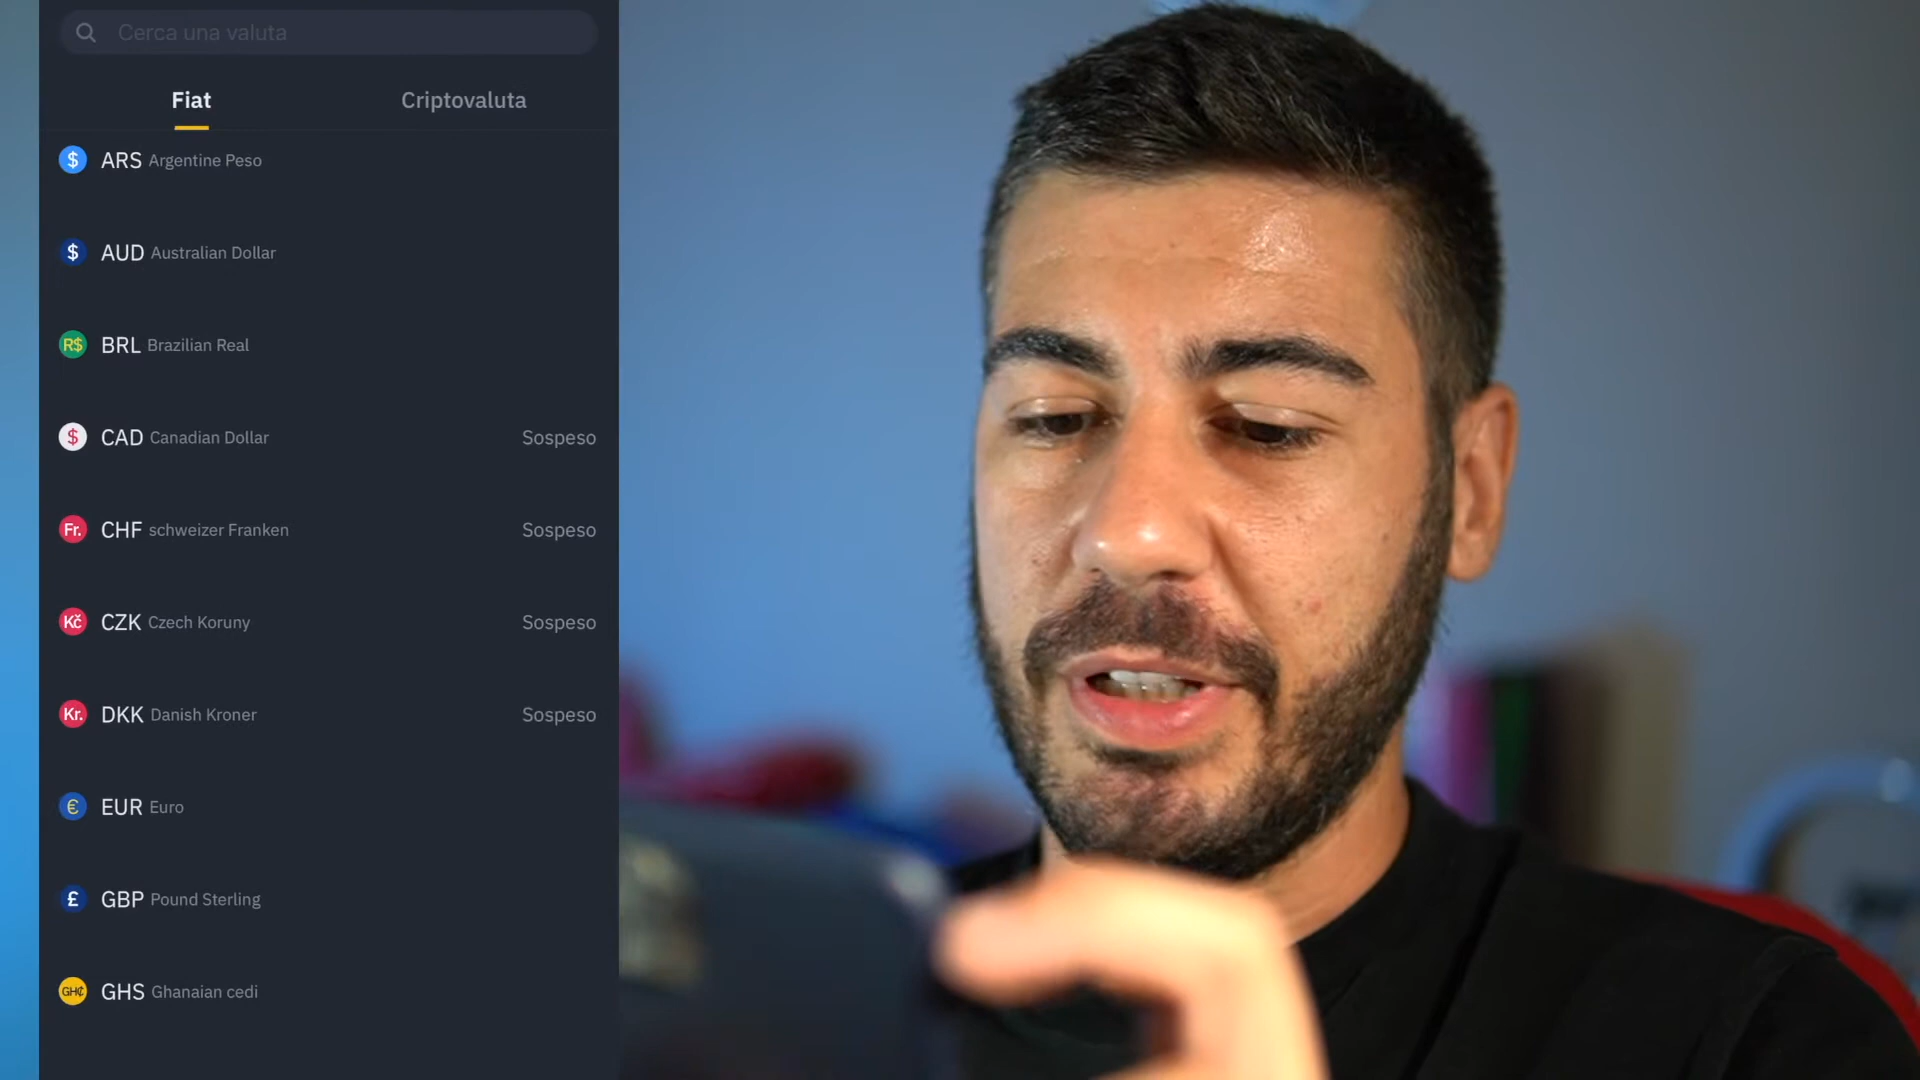 Cerca una valuta
Fiat Criptovaluta
$ ARS Argentine Peso
$ AUD Australian Dollar
R$ BRL Brazilian Real
$ CAD Canadian Dollar Sospeso
Fr. CHF schweizer Franken Sospeso
Kč CZK Czech Koruny Sospeso
Kr. DKK Danish Kroner Sospeso
€ EUR Euro
£ GBP Pound Sterling
GH₵ GHS Ghanaian cedi